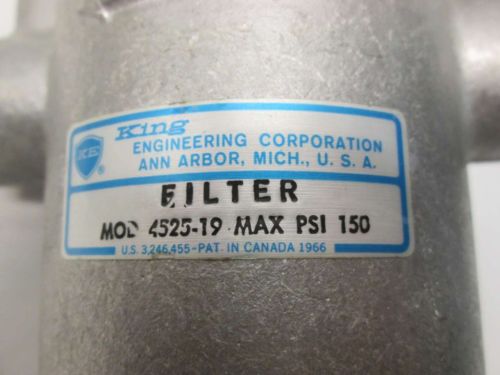 King
KE ®
ENGINEERING CORPORATION
ANN ARBOR, MICH., U. S. A.
FILTER
MOD 4525-19 MAX PSI 150
U.S. 3,246,455-PAT. IN CANADA 1966